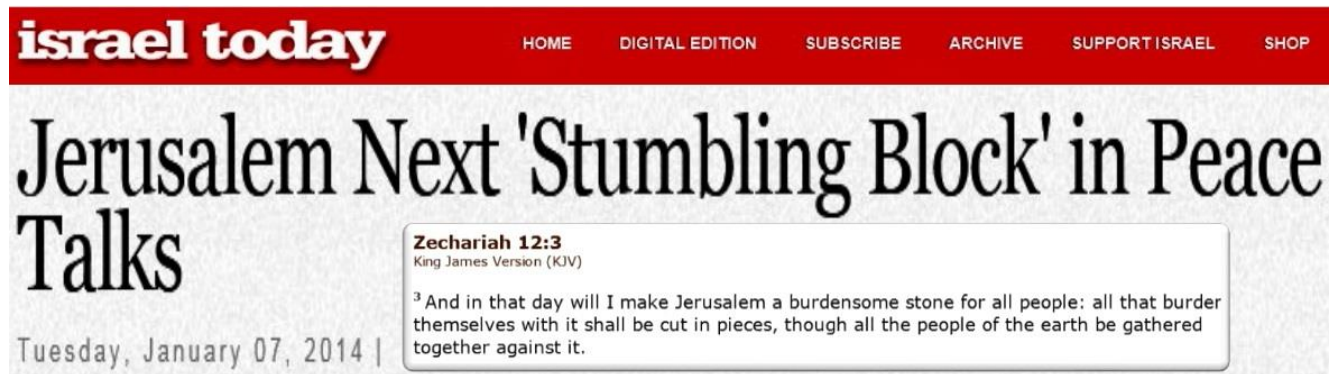 israel today
HOME DIGITAL EDITION SUBSCRIBE ARCHIVE SUPPORT ISRAEL SHOP
Jerusalem Next 'Stumbling Block' in Peace
Talks
Zechariah 12:3
King James Version (KJV)
3 And in that day will I make Jerusalem a burdensome stone for all people: all that burder
themselves with it shall be cut in pieces, though all the people of the earth be gathered
together against it.
Tuesday, January 07, 2014 |